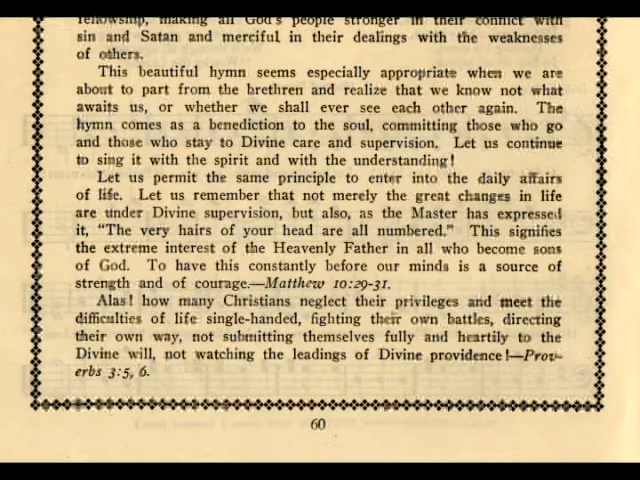 fellowship, making all God's people stronger in their conflict with
sin and Satan and merciful in their dealings with the weaknesses
of others.
This beautiful hymn seems especially appropriate when we are
about to part from the brethren and realize that we know not what
awaits us, or whether we shall ever see each other again. The
hymn comes as a benediction to the soul, committing those who go
and those who stay to Divine care and supervision. Let us continue
to sing it with the spirit and with the understanding!
Let us permit the same principle to enter into the daily affairs
of life. Let us remember that not merely the great changes in life
are under Divine supervision, but also, as the Master has expressed
it, "The very hairs of your head are all numbered." This signifies
the extreme interest of the Heavenly Father in all who become sons
of God. To have this constantly before our minds is a source of
strength and of courage.—Matthew 10:29-31.
Alas! how many Christians neglect their privileges and meet the
difficulties of life single-handed, fighting their own battles, directing
their own way, not submitting themselves fully and heartily to the
Divine will, not watching the leadings of Divine providence!—Prov-
erbs 3:5, 6.
60